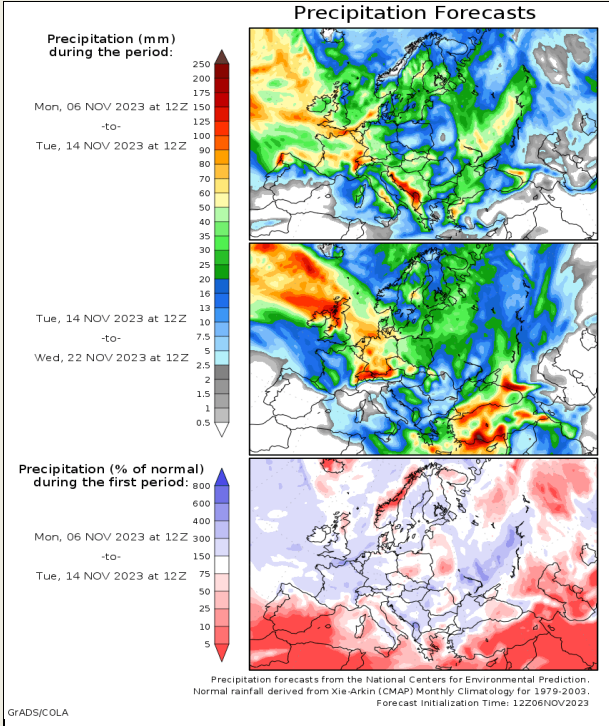 Precipitation Forecasts
Precipitation (mm)
during the period:
250
200
175
150
125
100
90
80
70
60
50
40
35
30
25
20
16
13
10
7.5
5
2.5
2
1.5
1
0.5
Mon, 06 NOV 2023 at 12Z
-to-
Tue, 14 NOV 2023 at 12Z
Tue, 14 NOV 2023 at 12Z
-to-
Wed, 22 NOV 2023 at 12Z
Precipitation (% of normal)
during the first period:
800
600
400
300
150
75
50
25
10
5
Mon, 06 NOV 2023 at 12Z
-to-
Tue, 14 NOV 2023 at 12Z
Precipitation forecasts from the National Centers for Environmental Prediction.
Normal rainfall derived from Xie-Arkin (CMAP) Monthly Climatology for 1979-2003.
Forecast Initialization Time: 12Z06NOV2023
GrADS/COLA